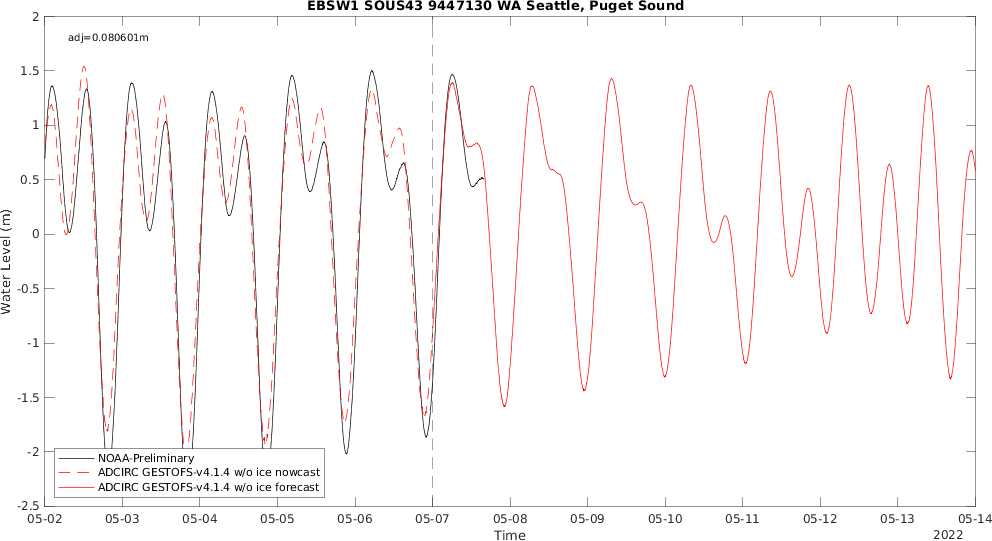 EBSW1 SOUS43 9447130 WA Seattle, Puget Sound
adj=0.080601m
2
1.5
1
0.5
0
-0.5
-1
-1.5
-2
-2.5
Water Level (m)
NOAA-Preliminary
ADCIRC GESTOFS-v4.1.4 w/o ice nowcast
ADCIRC GESTOFS-v4.1.4 w/o ice forecast
05-02 05-03 05-04 05-05 05-06 05-07 05-08 05-09 05-10 05-11 05-12 05-13 05-14
Time
2022